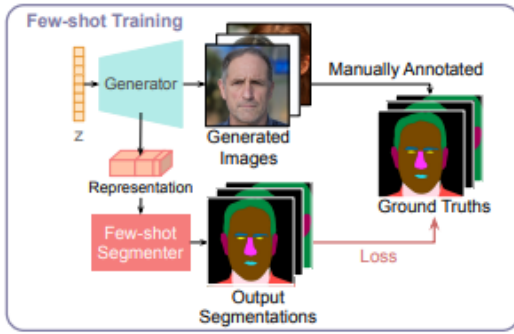 Few-shot Training
Generator
Manually Annotated
z
Generated
Images
Representation
Ground Truths
Few-shot
Segmenter
Loss
Output
Segmentations